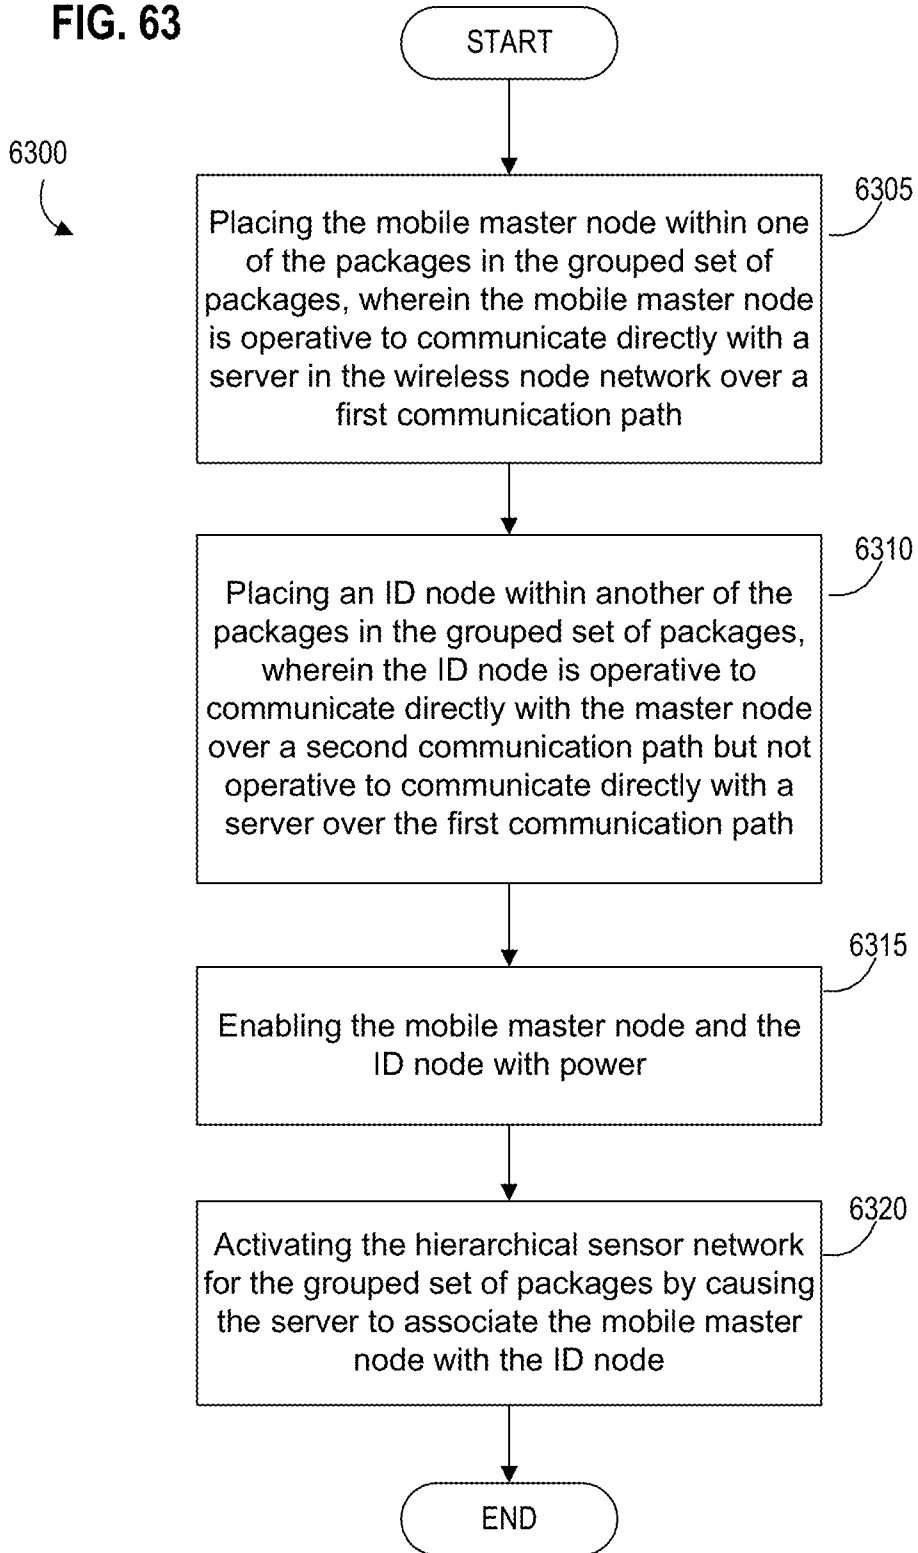 FIG. 63
START
6300
6305
Placing the mobile master node within one
of the packages in the grouped set of
packages, wherein the mobile master node
is operative to communicate directly with a
server in the wireless node network over a
first communication path
6310
Placing an ID node within another of the
packages in the grouped set of packages,
wherein the ID node is operative to
communicate directly with the master node
over a second communication path but not
operative to communicate directly with a
server over the first communication path
6315
Enabling the mobile master node and the
ID node with power
6320
Activating the hierarchical sensor network
for the grouped set of packages by causing
the server to associate the mobile master
node with the ID node
END